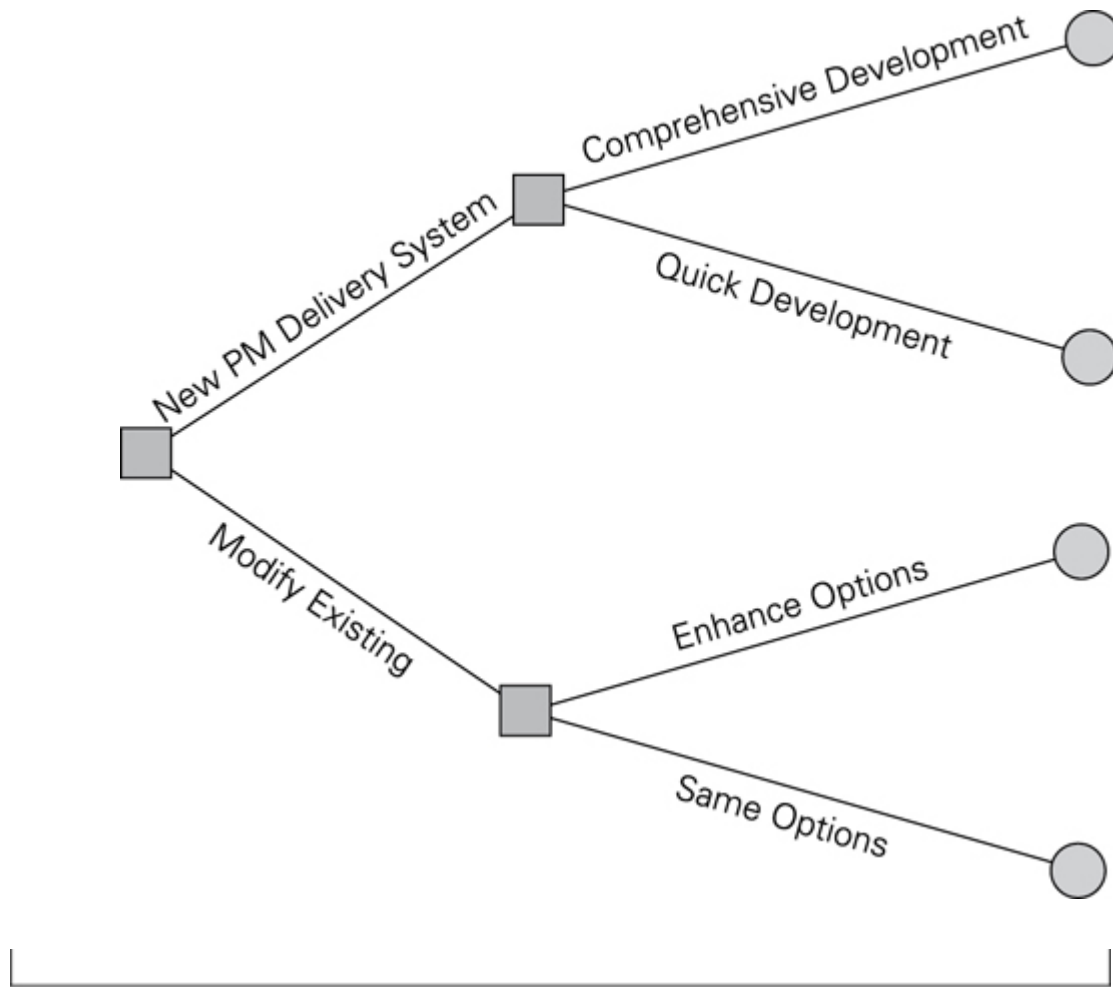 Comprehensive Development
New PM Delivery System
Quick Development
Modify Existing
Enhance Options
Same Options